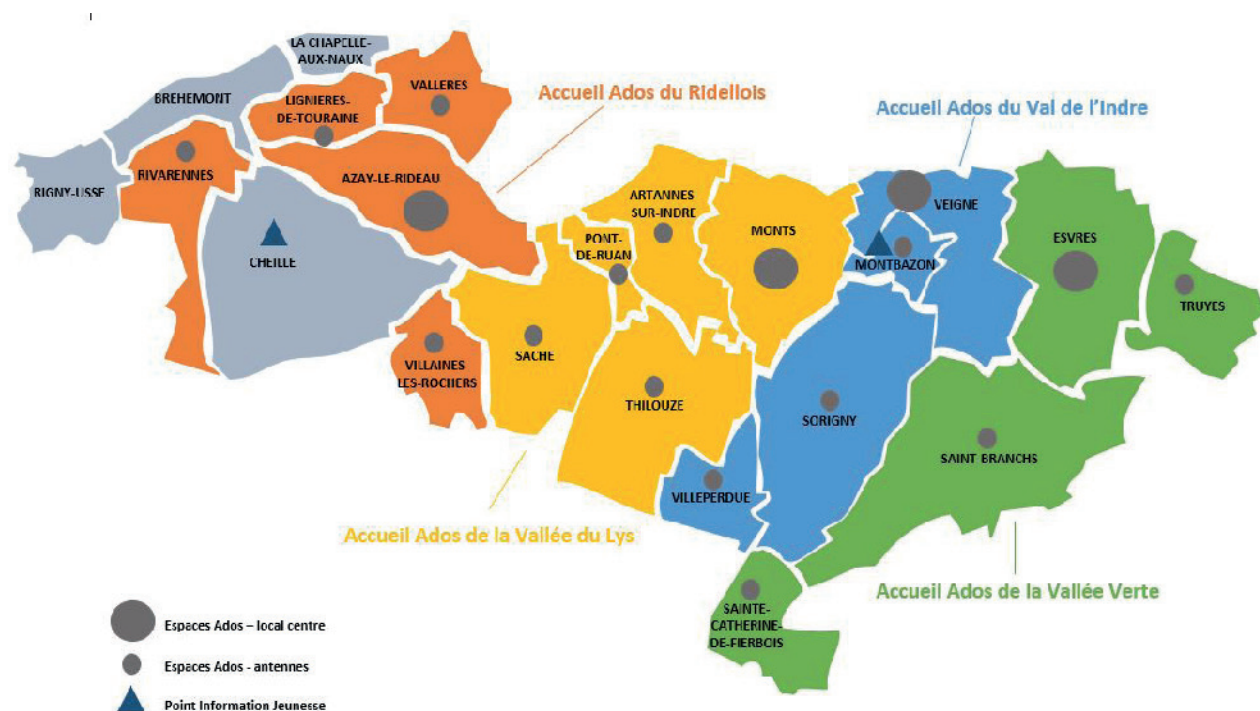 LA CHAPELLE-
AUX-NAUX
BREHEMONT
LIGNIERES-
DE-TOURAINE
VALLERES
RIGNY-USSE
RIVARENNES
AZAY-LE-RIDEAU
CHEILLE
VILLAINES
LES-ROCHERS
Accueil Ados du Ridellois
Accueil Ados du Val de l'Indre
ARTANNES
SUR-INDRE
PONT-
DE-RUAN
MONTS
SACHE
THILOUZE
VEIGNE
MONTBAZON
SORIGNY
VILLEPERDUE
ESVRES
TRUYES
SAINT-BRANCHS
SAINTE-
CATHERINE-
DE-FIERBOIS
Accueil Ados de la Vallée du Lys
Accueil Ados de la Vallée Verte
Espaces Ados – local centre
Espaces Ados - antennes
Point Information Jeunesse